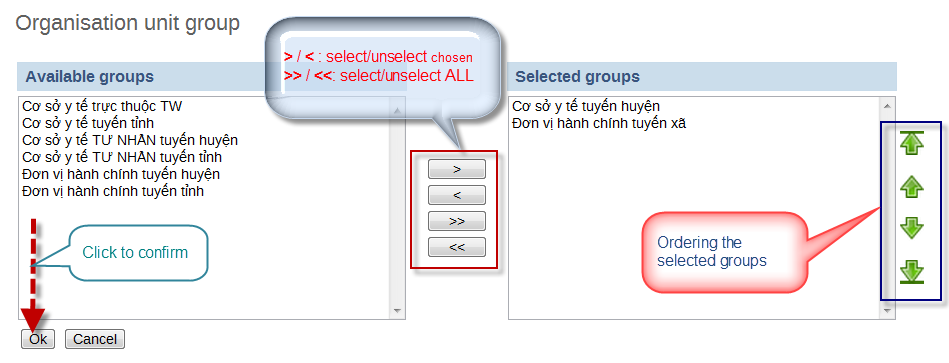 Organisation unit group
> / < : select/unselect chosen
>> / <<: select/unselect ALL
Available groups
Selected groups
Cơ sở y tế trực thuộc TW
Cơ sở y tế tuyến tỉnh
Cơ sở y tế TƯ NHÂN tuyến huyện
Cơ sở y tế TƯ NHÂN tuyến tỉnh
Đơn vị hành chính tuyến huyện
Đơn vị hành chính tuyến tỉnh
Cơ sở y tế tuyến huyện
Đơn vị hành chính tuyến xã
>
<
>>
<<
Click to confirm
Ordering the
selected groups
Ok
Cancel